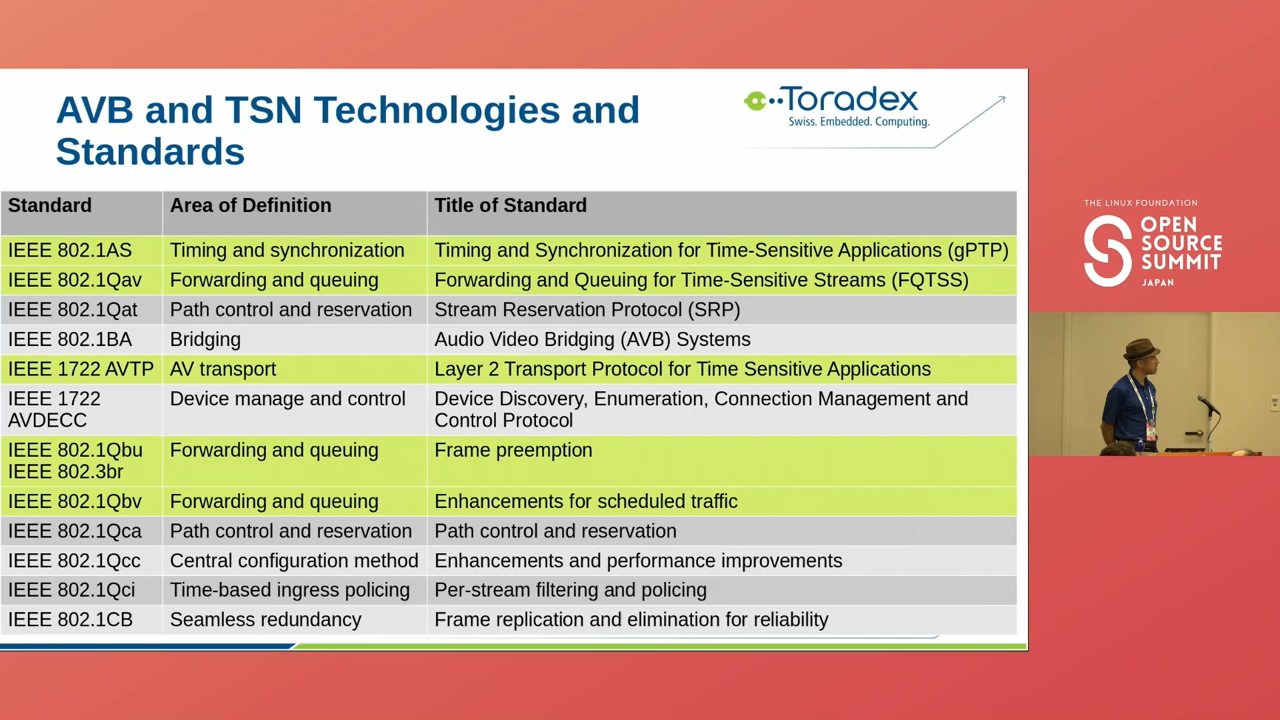 AVB and TSN Technologies and
Standards
Toradex
Swiss. Embedded. Computing.
Standard Area of Definition Title of Standard
IEEE 802.1AS Timing and synchronization Timing and Synchronization for Time-Sensitive Applications (gPTP)
IEEE 802.1Qav Forwarding and queuing Forwarding and Queuing for Time-Sensitive Streams (FQTSS)
IEEE 802.1Qat Path control and reservation Stream Reservation Protocol (SRP)
IEEE 802.1BA Bridging Audio Video Bridging (AVB) Systems
IEEE 1722 AVTP AV transport Layer 2 Transport Protocol for Time Sensitive Applications
IEEE 1722 Device manage and control Device Discovery, Enumeration, Connection Management and
AVDECC Control Protocol
IEEE 802.1Qbu Forwarding and queuing Frame preemption
IEEE 802.3br
IEEE 802.1Qbv Forwarding and queuing Enhancements for scheduled traffic
IEEE 802.1Qca Path control and reservation Path control and reservation
IEEE 802.1Qcc Central configuration method Enhancements and performance improvements
IEEE 802.1Qci Time-based ingress policing Per-stream filtering and policing
IEEE 802.1CB Seamless redundancy Frame replication and elimination for reliability
THE LINUX FOUNDATION
OPEN
SOURCE
SUMMIT
JAPAN